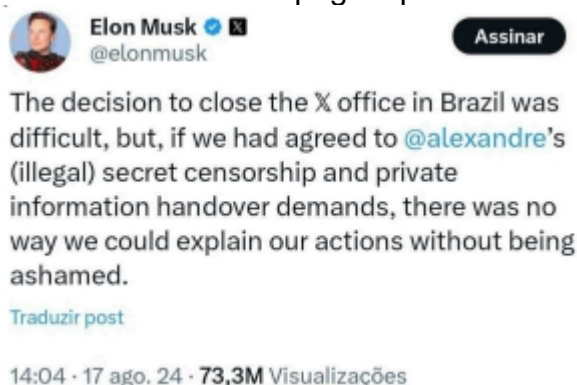 Elon Musk
@elonmusk
Assinar
The decision to close the 𝕏 office in Brazil was
difficult, but, if we had agreed to @alexandre’s
(illegal) secret censorship and private
information handover demands, there was no
way we could explain our actions without being
ashamed.
Traduzir post
14:04 · 17 ago. 24 · 73,3M Visualizações